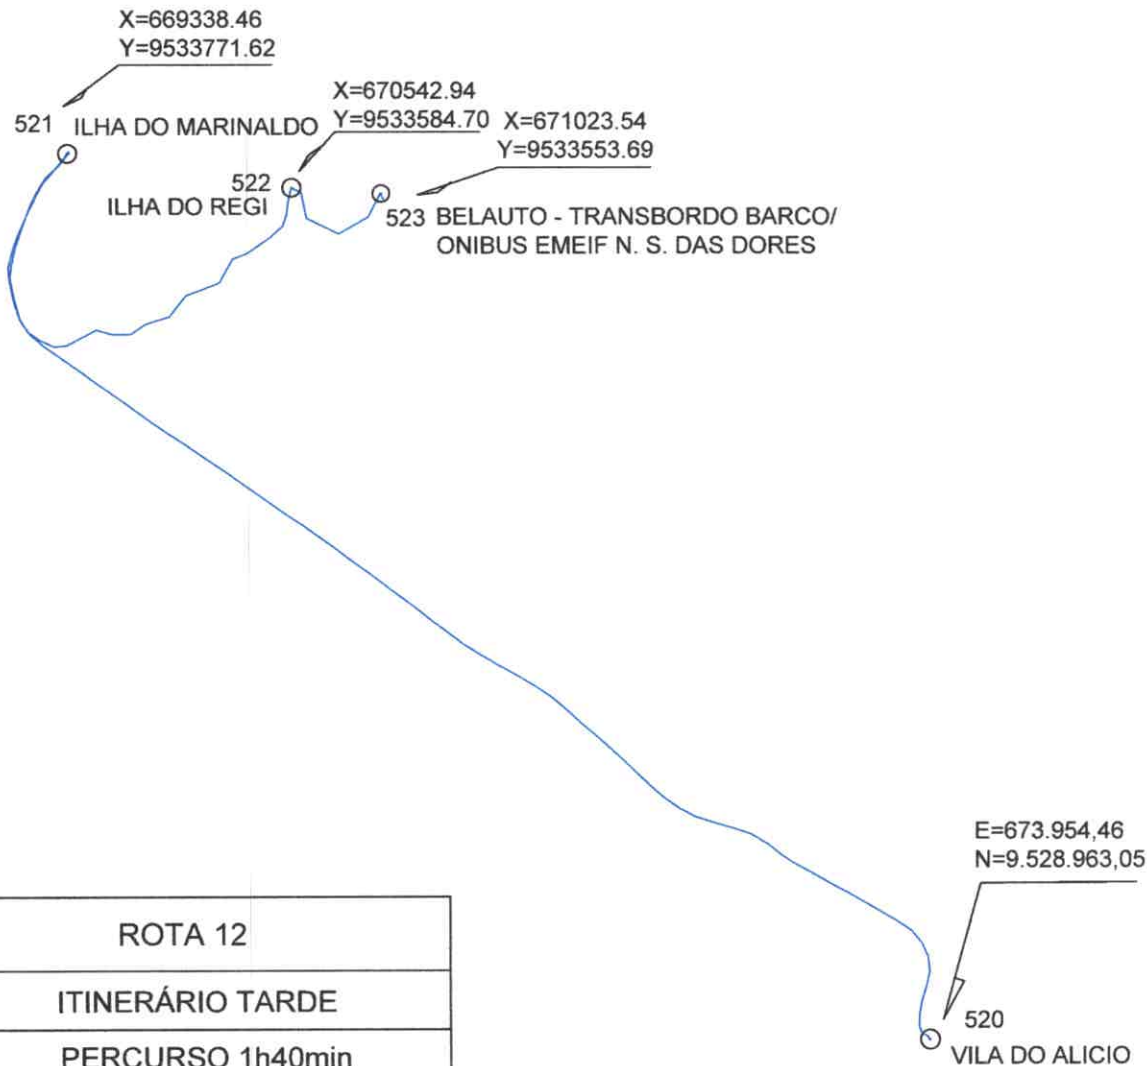 X=669338.46
Y=9533771.62
X=670542.94
Y=9533584.70
X=671023.54
Y=9533553.69
521
ILHA DO MARINALDO
522
ILHA DO REGI
523 BELAUTO - TRANSBORDO BARCO/
ONIBUS EMEIF N. S. DAS DORES
E=673.954,46
N=9.528.963,05
520
VILA DO ALICIO
ROTA 12
ITINERÁRIO TARDE
PERCURSO 1h40min